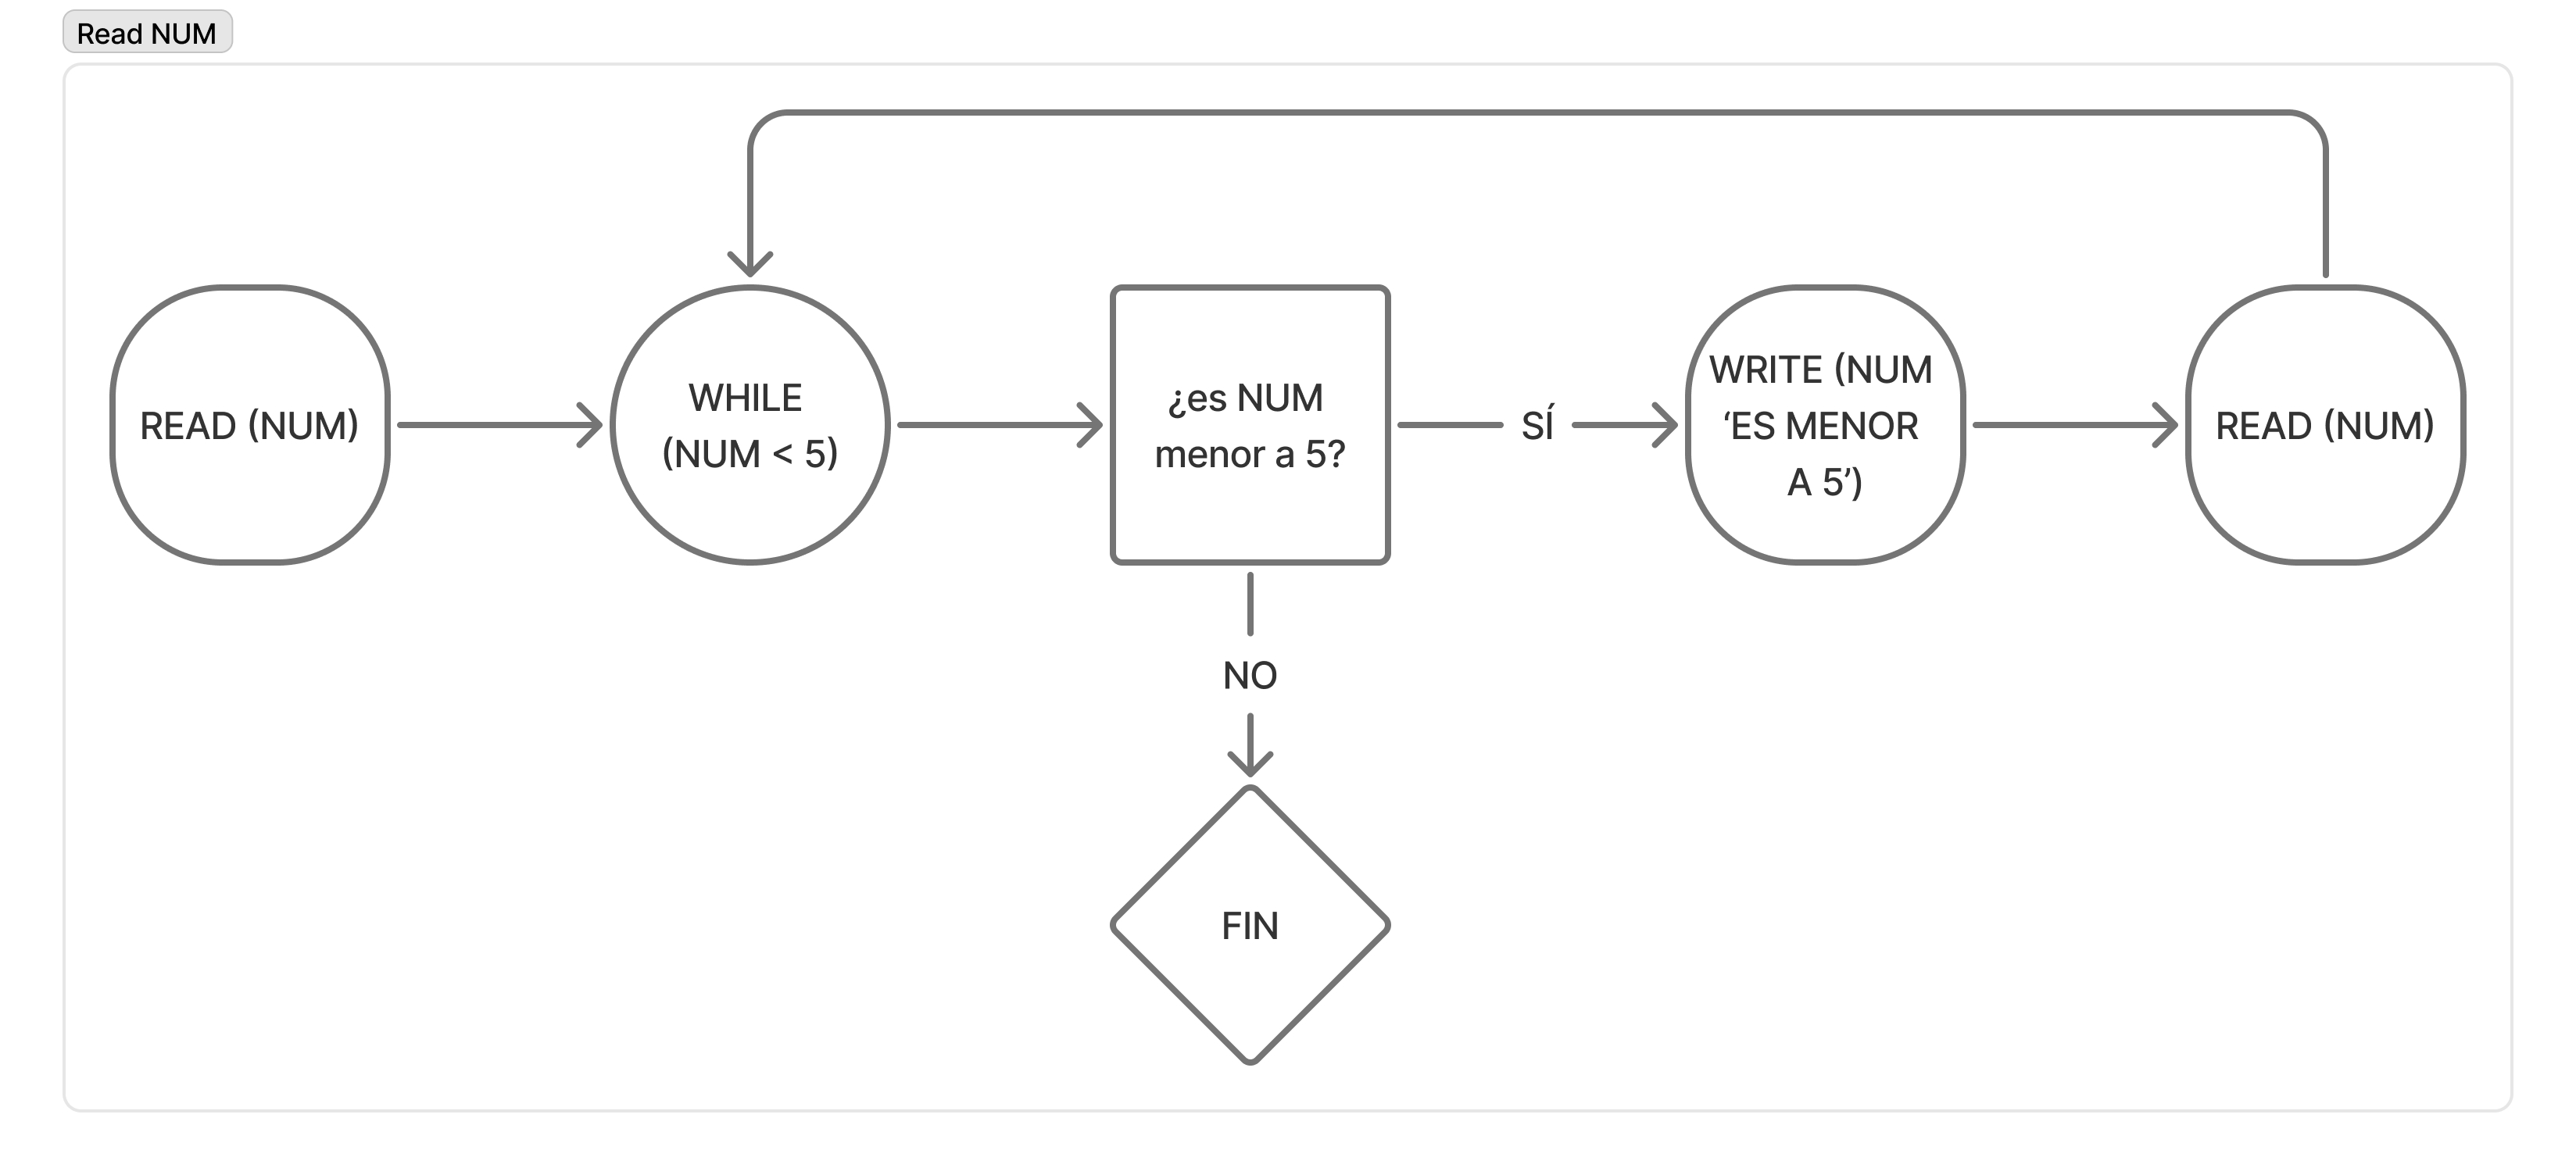 Read NUM
READ (NUM)
WHILE
(NUM < 5)
¿es NUM
menor a 5?
SÍ
WRITE (NUM
‘ES MENOR
A 5’)
READ (NUM)
NO
FIN